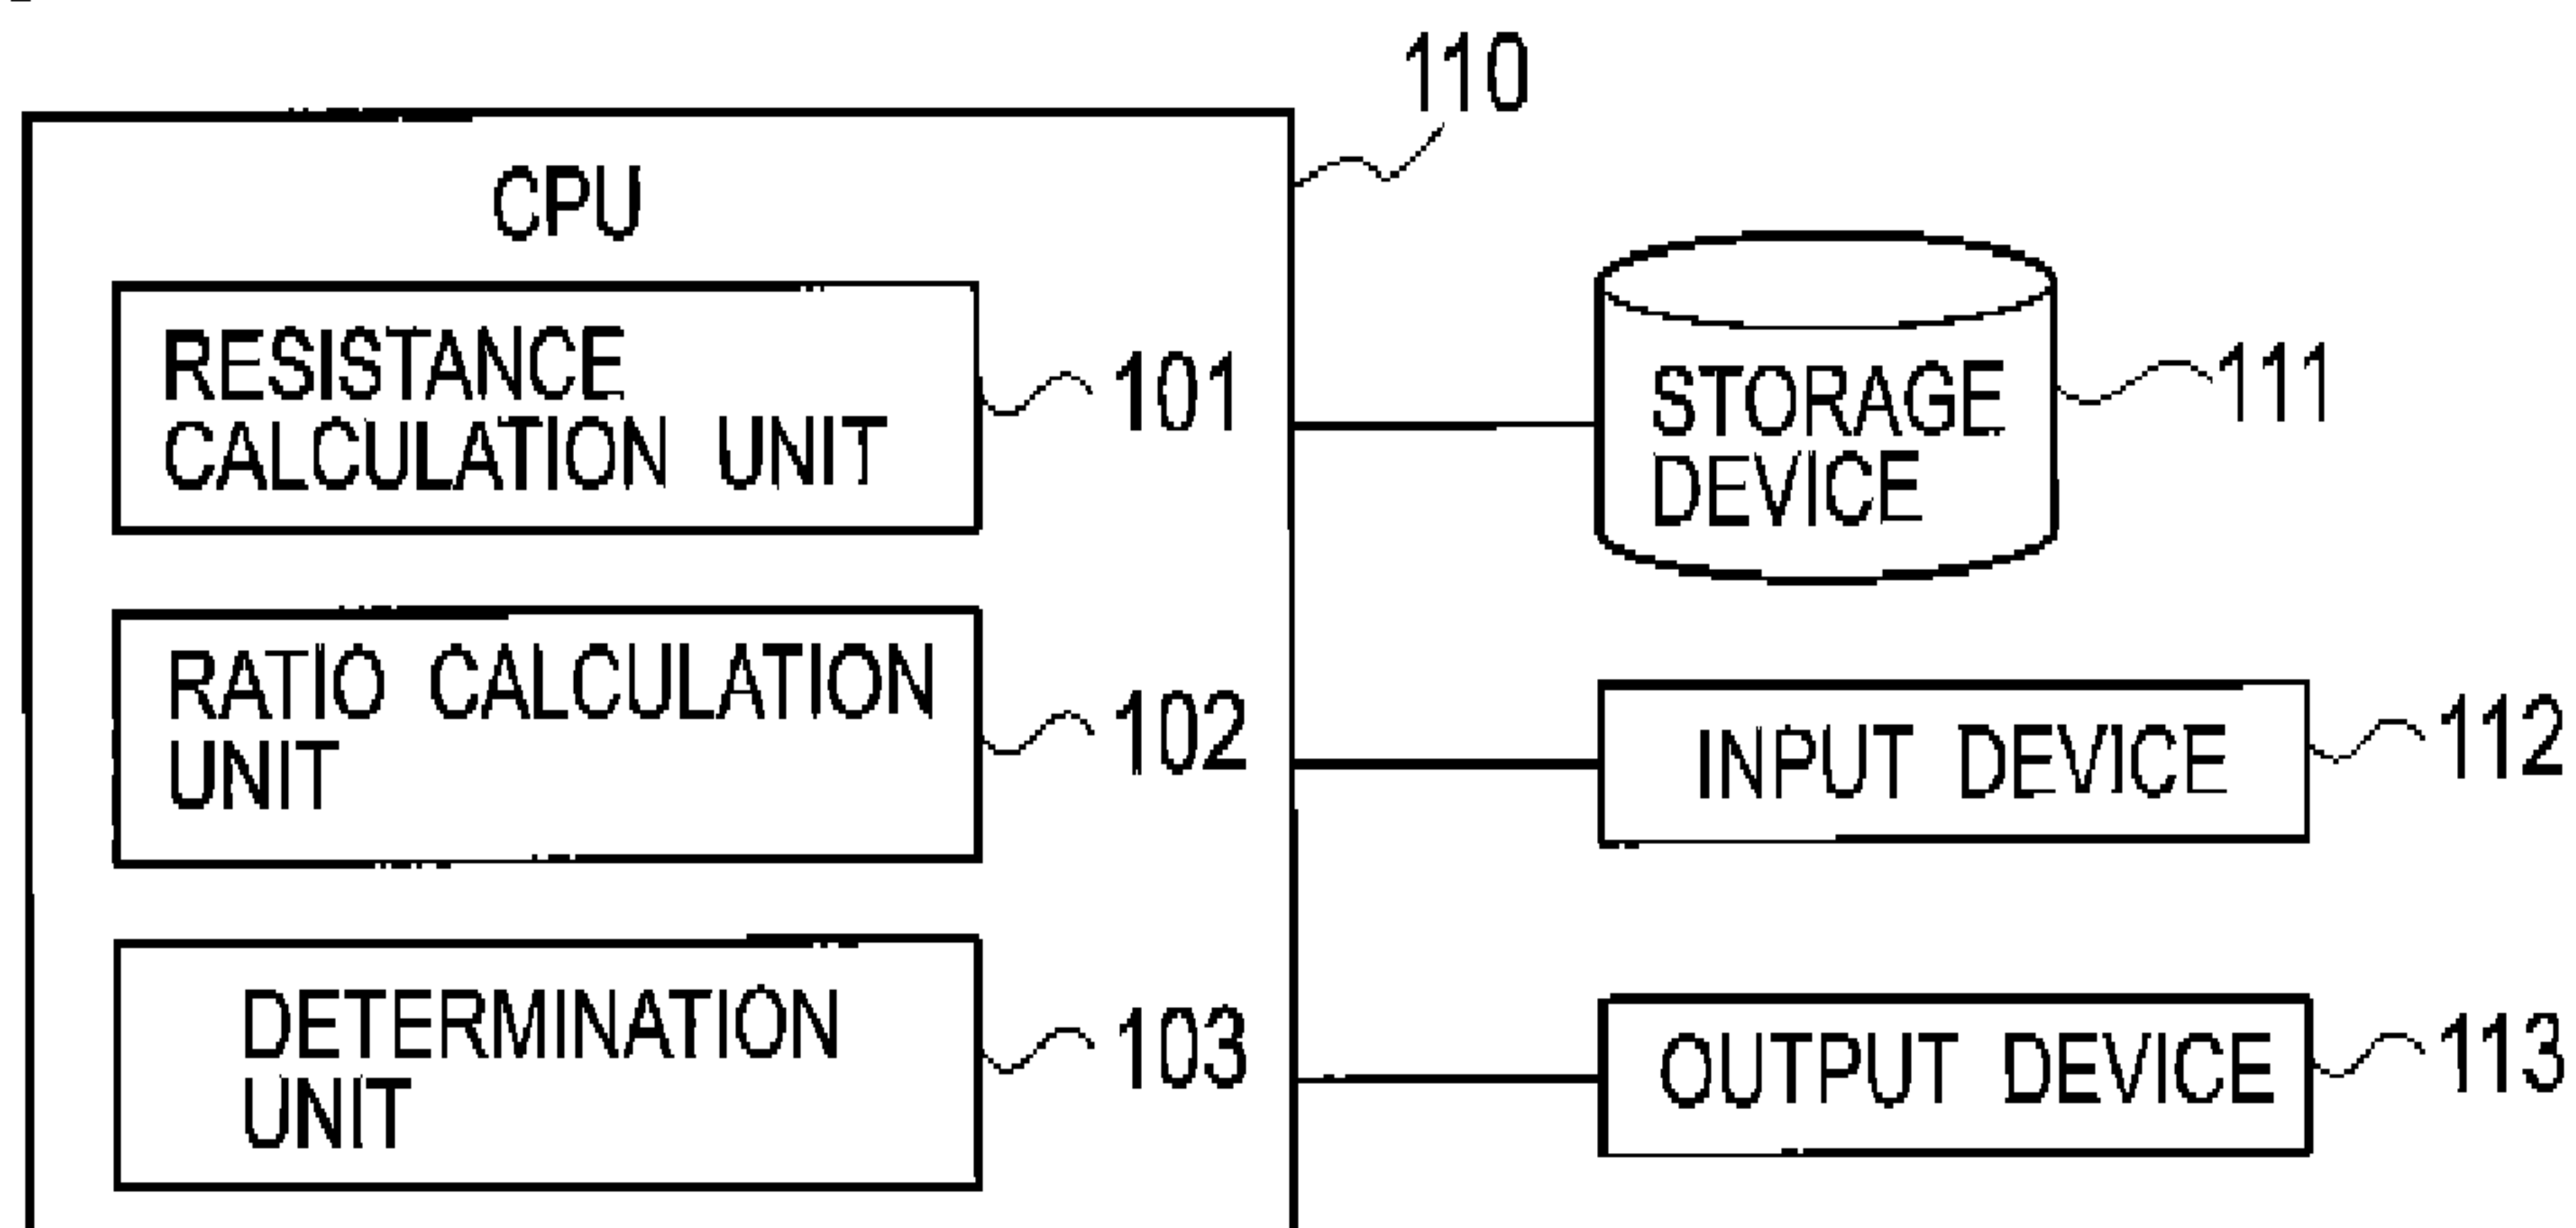 110
CPU
RESISTANCE
CALCULATION UNIT
101
STORAGE
DEVICE
111
RATIO CALCULATION
UNIT
102
INPUT DEVICE
112
DETERMINATION
UNIT
103
OUTPUT DEVICE
113